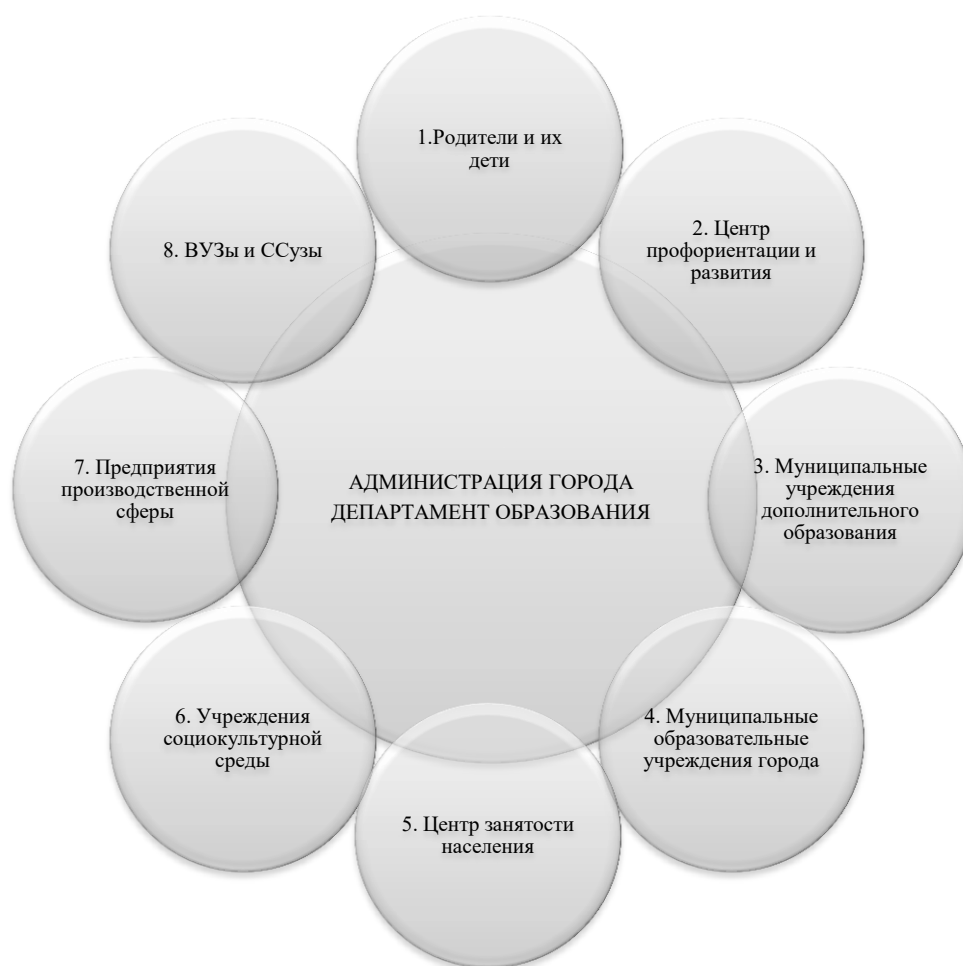 1.Родители и их
дети
2. Центр
профориентации и
развития
3. Муниципальные
учреждения
дополнительного
образования
4. Муниципальные
образовательные
учреждения города
5. Центр занятости
населения
6. Учреждения
социокультурной
среды
7. Предприятия
производственной
сферы
8. ВУЗы и ССузы
АДМИНИСТРАЦИЯ ГОРОДА
ДЕПАРТАМЕНТ ОБРАЗОВАНИЯ